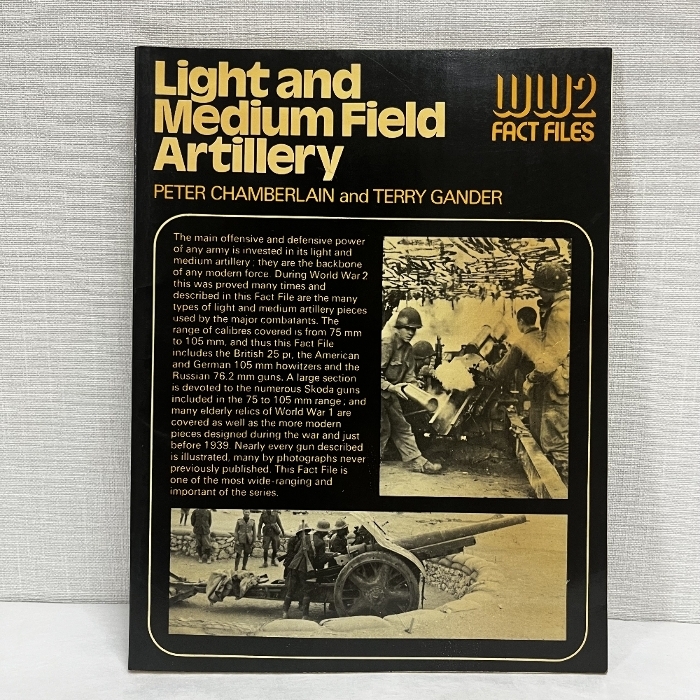 Light and
Medium Field
Artillery
WW2
FACT FILES
PETER CHAMBERLAIN and TERRY GANDER
The main offensive and defensive power
of any army is invested in its light and
medium artillery; they are the backbone
of any modern force. During World War 2
this was proved many times and
described in this Fact File are the many
types of light and medium artillery pieces
used by the major combatants. The
range of calibres covered is from 75 mm
to 105 mm, and thus this Fact File
includes the British 25 pr, the American
and German 105 mm howitzers and the
Russian 76.2 mm guns. A large section
is devoted to the numerous Skoda guns
included in the 75 to 105 mm range, and
many elderly relics of World War 1 are
covered as well as the more modern
pieces designed during the war and just
before 1939. Nearly every gun described
is illustrated, many by photographs never
previously published. This Fact File is
one of the most wide-ranging and
important of the series.